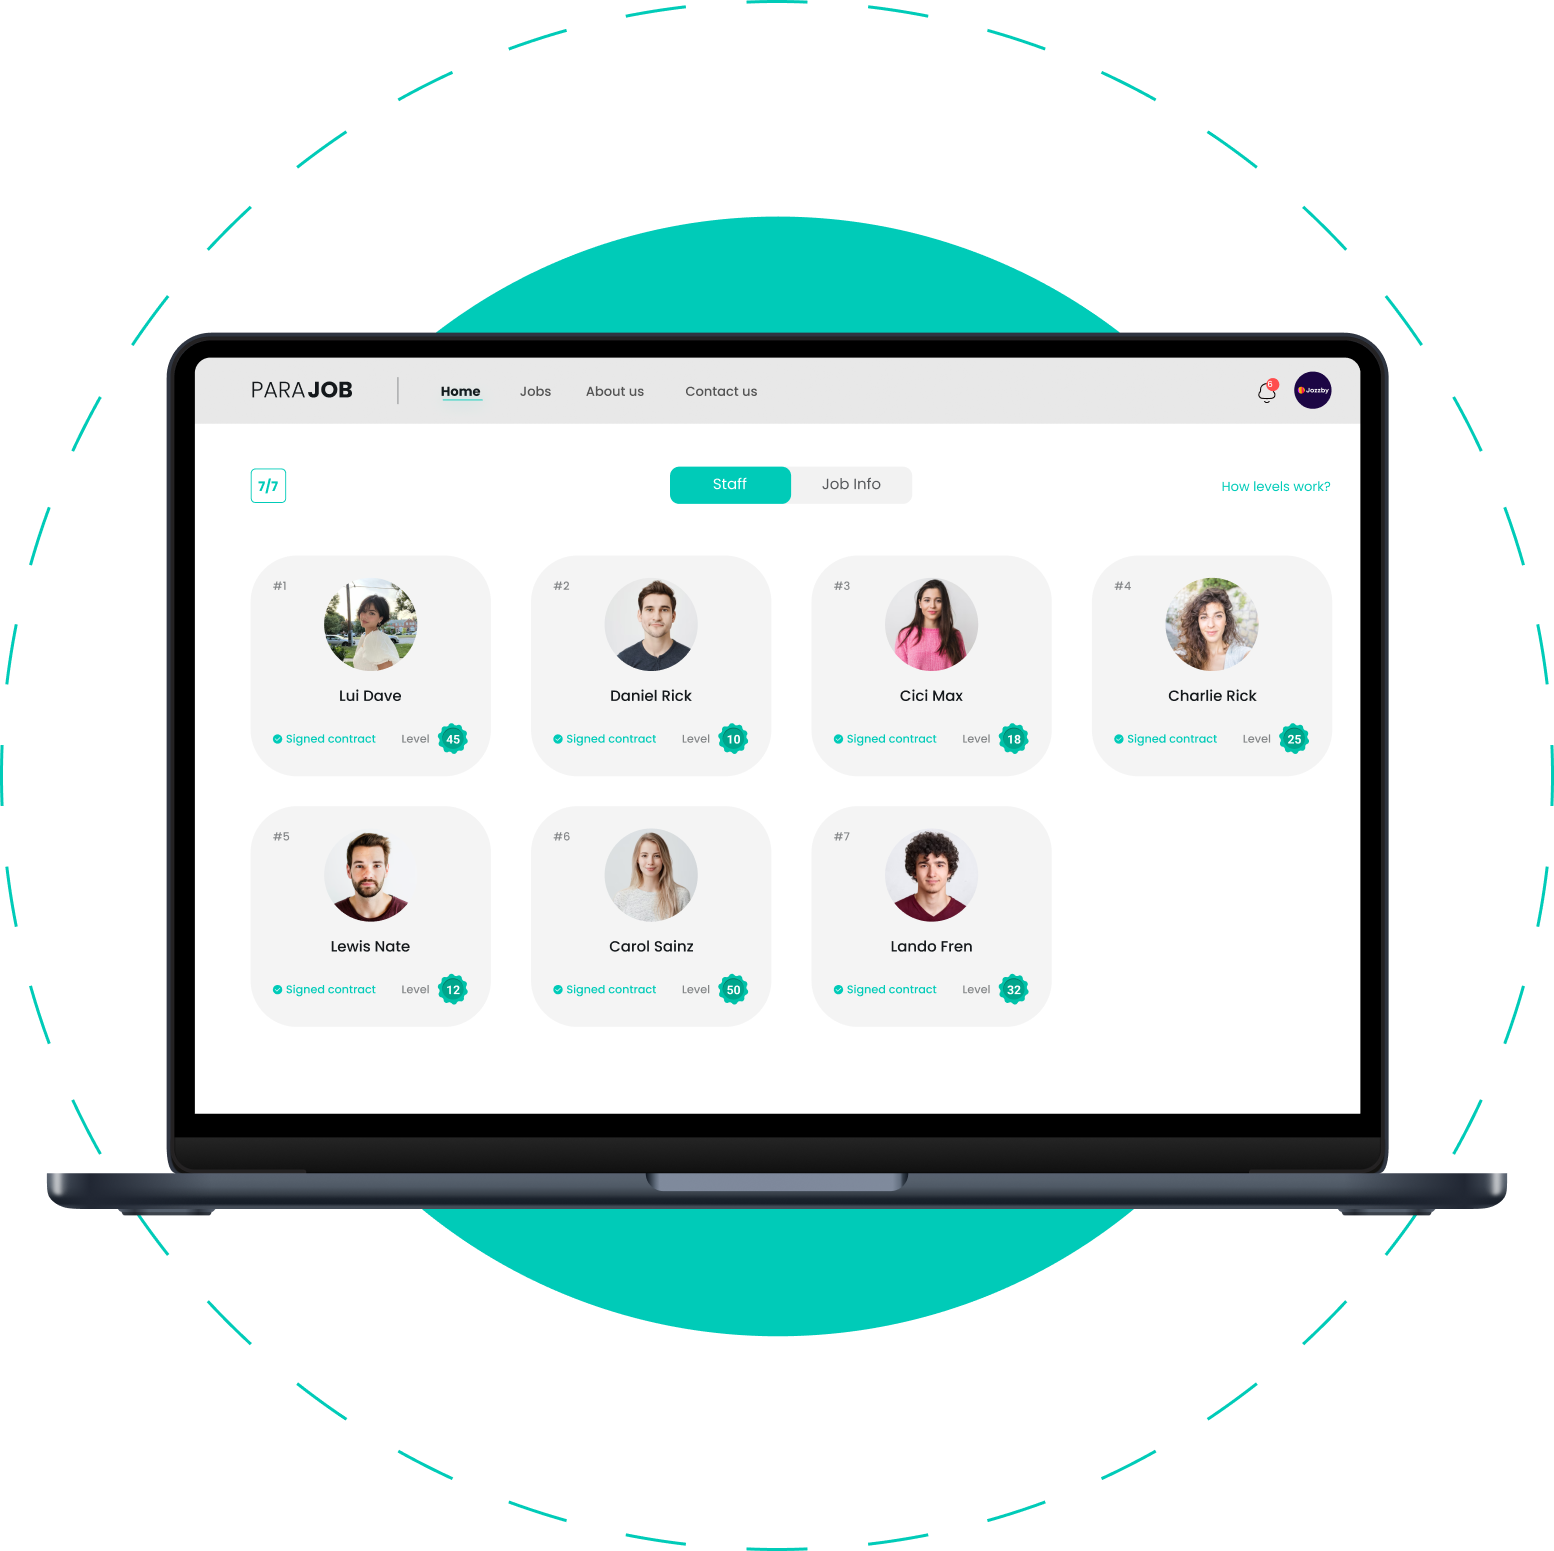 PARAJOB Home Jobs About us Contact us 6 Jozzby
7/7 Staff Job Info How levels work?
#1 #2 #3 #4
Lui Dave Daniel Rick Cici Max Charlie Rick
Signed contract Level 45 Signed contract Level 10 Signed contract Level 18 Signed contract Level 25
#5 #6 #7
Lewis Nate Carol Sainz Lando Fren
Signed contract Level 12 Signed contract Level 50 Signed contract Level 32